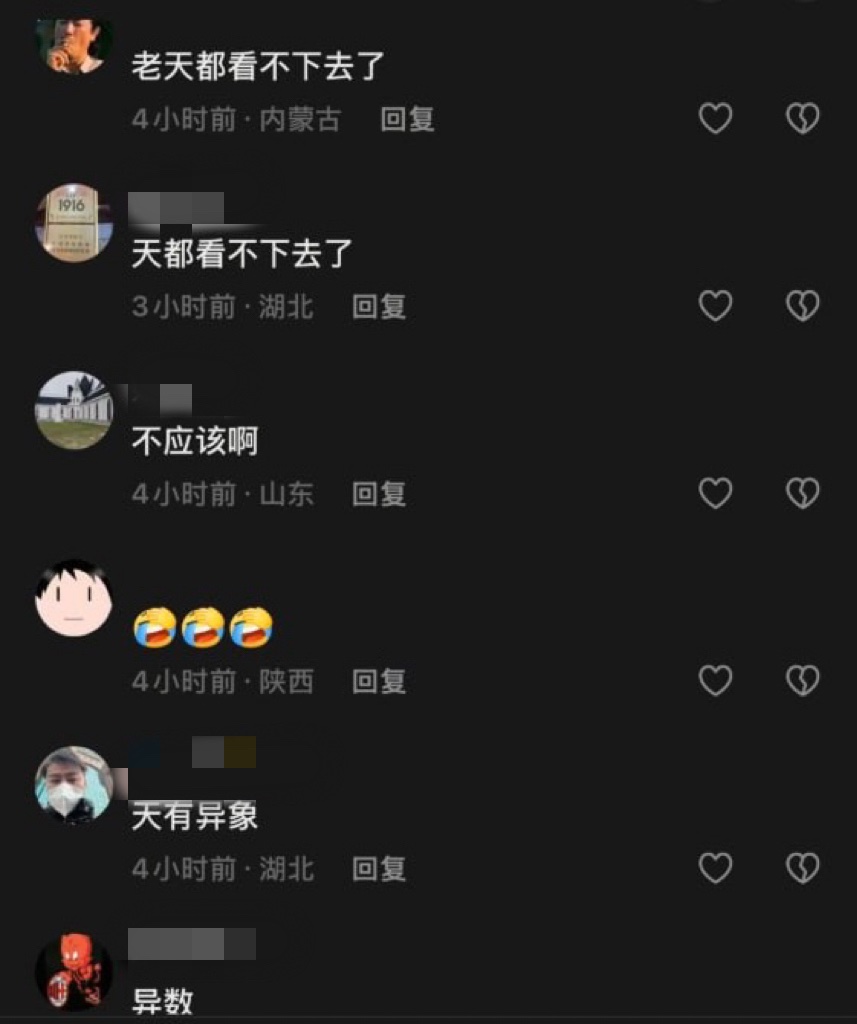 老天都看不下去了
4小时前·内蒙古 回复
1916
天都看不下去了
3小时前·湖北 回复
不应该啊
4小时前·山东 回复
🤣🤣🤣
4小时前·陕西 回复
天有异象
4小时前·湖北 回复
异数